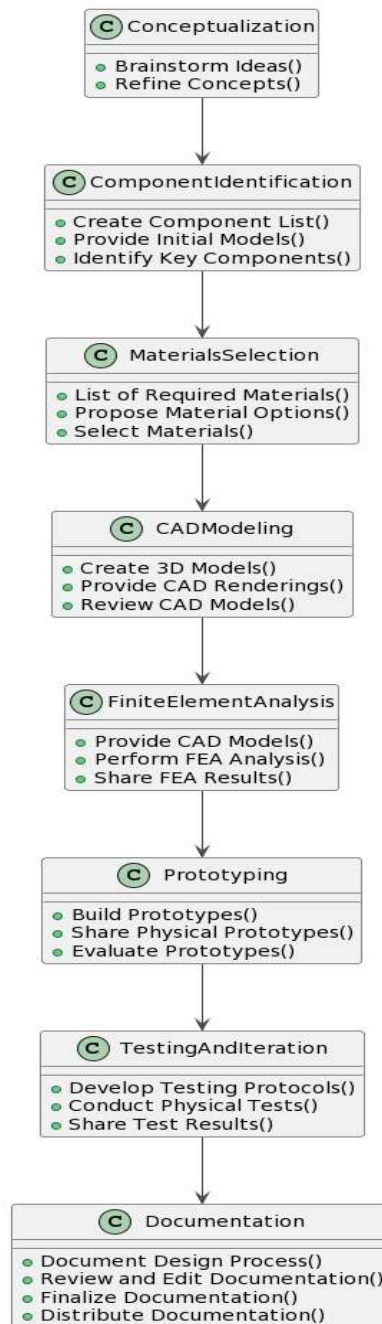 C Conceptualization
Brainstorm Ideas()
Refine Concepts()
C ComponentIdentification
Create Component List()
Provide Initial Models()
Identify Key Components()
C MaterialsSelection
List of Required Materials()
Propose Material Options()
Select Materials()
C CADModeling
Create 3D Models()
Provide CAD Renderings()
Review CAD Models()
C FiniteElementAnalysis
Provide CAD Models()
Perform FEA Analysis()
Share FEA Results()
C Prototyping
Build Prototypes()
Share Physical Prototypes()
Evaluate Prototypes()
C TestingAndIteration
Develop Testing Protocols()
Conduct Physical Tests()
Share Test Results()
C Documentation
Document Design Process()
Review and Edit Documentation()
Finalize Documentation()
Distribute Documentation()